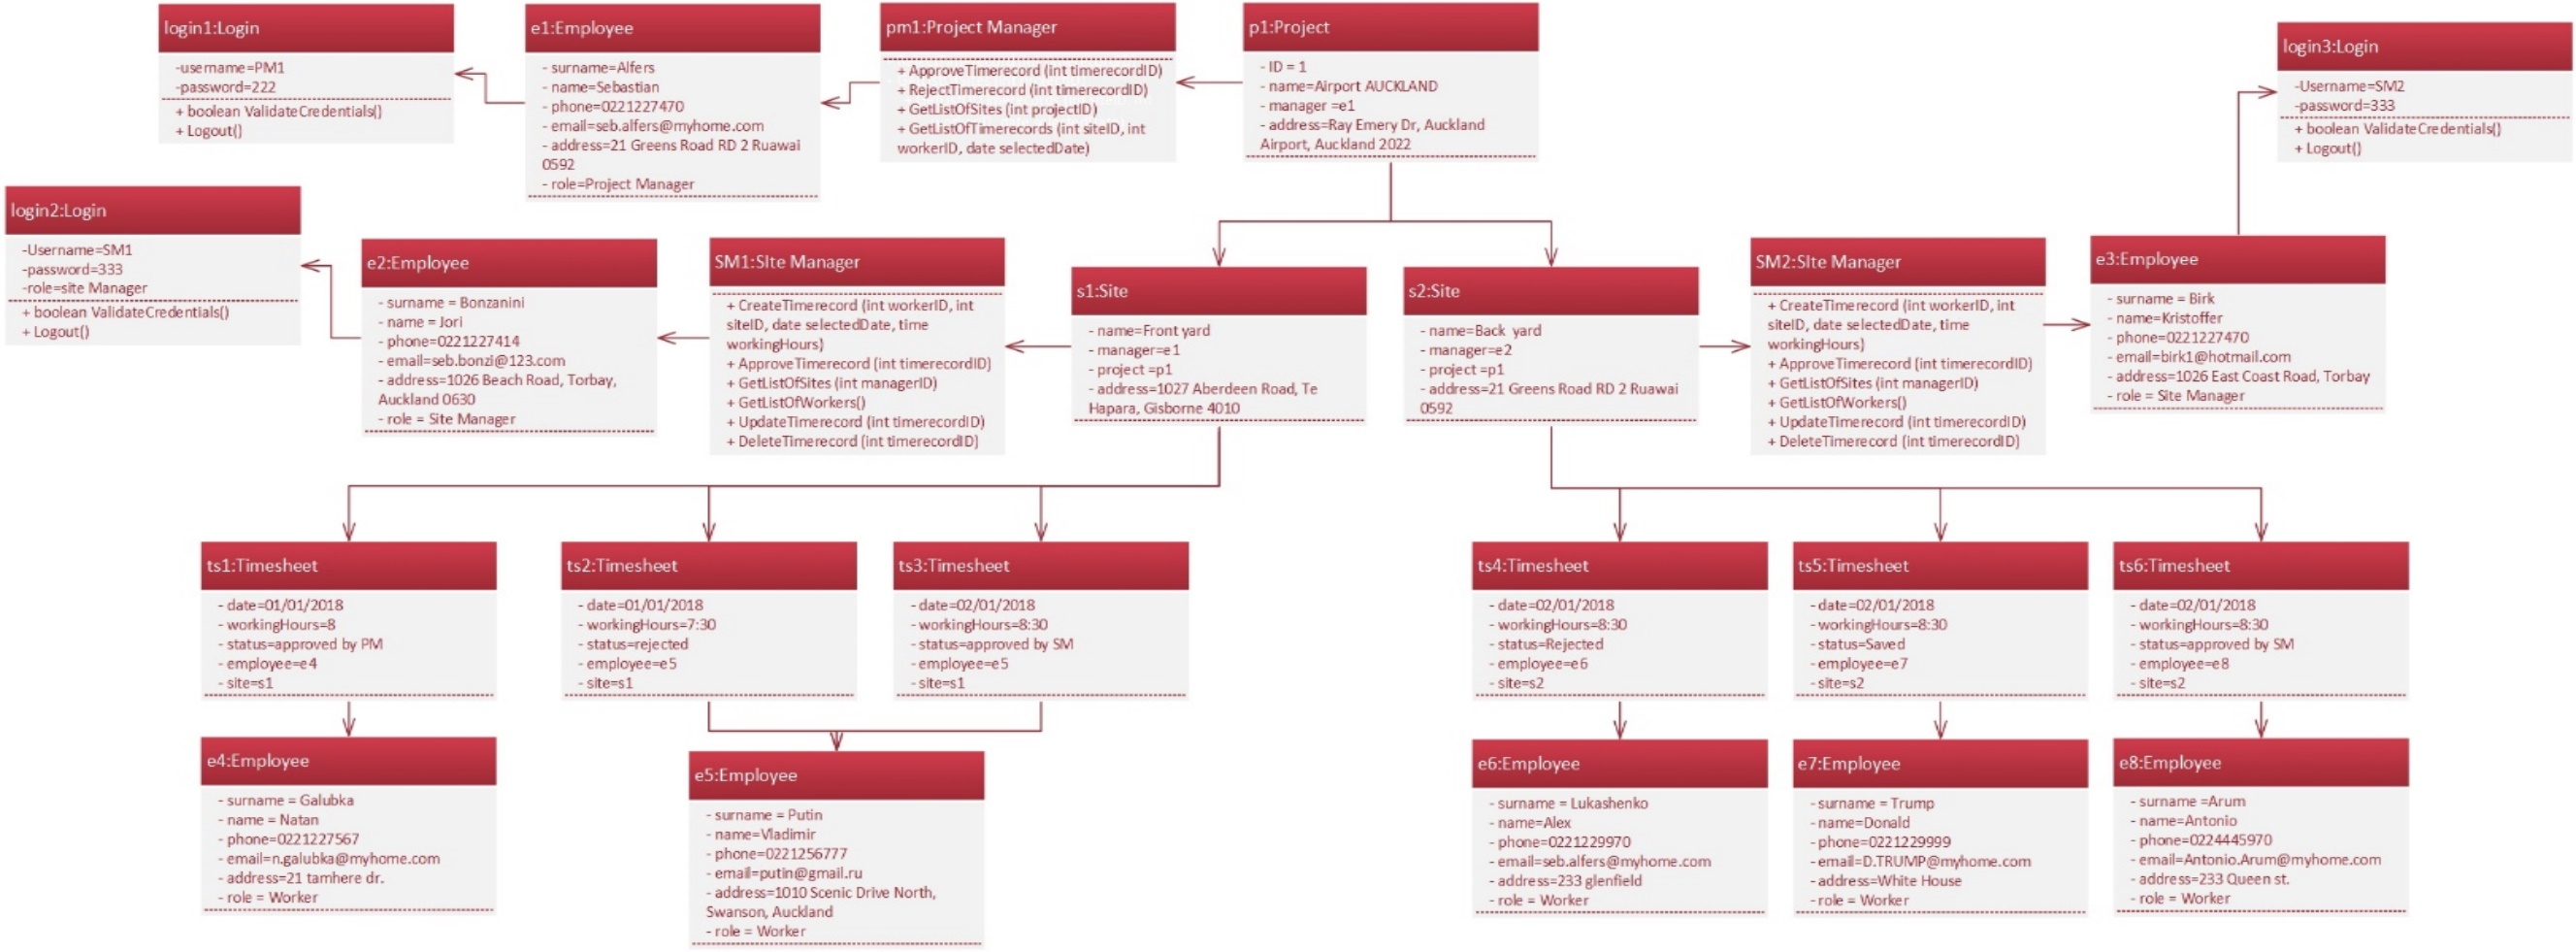 login1:Login
-username=PM1
-password=222
+ boolean ValidateCredentials()
+ Logout()
e1:Employee
- surname=Alfers
- name=Sebastian
- phone=0221227470
- email=seb.alfers@myhome.com
- address=21 Greens Road RD 2 Ruawai
0592
- role=Project Manager
pm1:Project Manager
+ ApproveTimerecord (int timerecordID)
+ RejectTimerecord (int timerecordID)
+ GetListOfSites (int projectID)
+ GetListOfTimerecords (int siteID, int
workerID, date selectedDate)
p1:Project
- ID = 1
- name=Airport AUCKLAND
- manager =e1
- address=Ray Emery Dr, Auckland
Airport, Auckland 2022
login3:Login
-Username=SM2
-password=333
+ boolean ValidateCredentials()
+ Logout()
login2:Login
-Username=SM1
-password=333
-role=site Manager
+ boolean ValidateCredentials()
+ Logout()
e2:Employee
- surname = Bonzanini
- name = Jori
- phone=0221227414
- email=seb.bonzi@123.com
- address=1026 Beach Road, Torbay,
Auckland 0630
- role = Site Manager
SM1:SIte Manager
+ CreateTimerecord (int workerID, int
siteID, date selectedDate, time
workingHours)
+ ApproveTimerecord (int timerecordID)
+ GetListOfSites (int managerID)
+ GetListOfWorkers()
+ UpdateTimerecord (int timerecordID)
+ DeleteTimerecord (int timerecordID)
s1:Site
- name=Front yard
- manager=e1
- project =p1
- address=1027 Aberdeen Road, Te
Hapara, Gisborne 4010
s2:Site
- name=Back yard
- manager=e2
- project =p1
- address=21 Greens Road RD 2 Ruawai
0592
SM2:SIte Manager
+ CreateTimerecord (int workerID, int
siteID, date selectedDate, time
workingHours)
+ ApproveTimerecord (int timerecordID)
+ GetListOfSites (int managerID)
+ GetListOfWorkers()
+ UpdateTimerecord (int timerecordID)
+ DeleteTimerecord (int timerecordID)
e3:Employee
- surname = Birk
- name=Kristoffer
- phone=0221227470
- email=birk1@hotmail.com
- address=1026 East Coast Road, Torbay
- role = Site Manager
ts1:Timesheet
- date=01/01/2018
- workingHours=8
- status=approved by PM
- employee=e4
- site=s1
ts2:Timesheet
- date=01/01/2018
- workingHours=7:30
- status=rejected
- employee=e5
- site=s1
ts3:Timesheet
- date=02/01/2018
- workingHours=8:30
- status=approved by SM
- employee=e5
- site=s1
ts4:Timesheet
- date=02/01/2018
- workingHours=8:30
- status=Rejected
- employee=e6
- site=s2
ts5:Timesheet
- date=02/01/2018
- workingHours=8:30
- status=Saved
- employee=e7
- site=s2
ts6:Timesheet
- date=02/01/2018
- workingHours=8:30
- status=approved by SM
- employee=e8
- site=s2
e4:Employee
- surname = Galubka
- name = Natan
- phone=0221227567
- email=n.galubka@myhome.com
- address=21 tamhere dr.
- role = Worker
e5:Employee
- surname = Putin
- name=Vladimir
- phone=0221256777
- email=putin@gmail.ru
- address=1010 Scenic Drive North,
Swanson, Auckland
- role = Worker
e6:Employee
- surname = Lukashenko
- name=Alex
- phone=0221229970
- email=seb.alfers@myhome.com
- address=233 glenfield
- role = Worker
e7:Employee
- surname = Trump
- name=Donald
- phone=0221229999
- email=D.TRUMP@myhome.com
- address=White House
- role = Worker
e8:Employee
- surname =Arum
- name=Antonio
- phone=0224445970
- email=Antonio.Arum@myhome.com
- address=233 Queen st.
- role = Worker